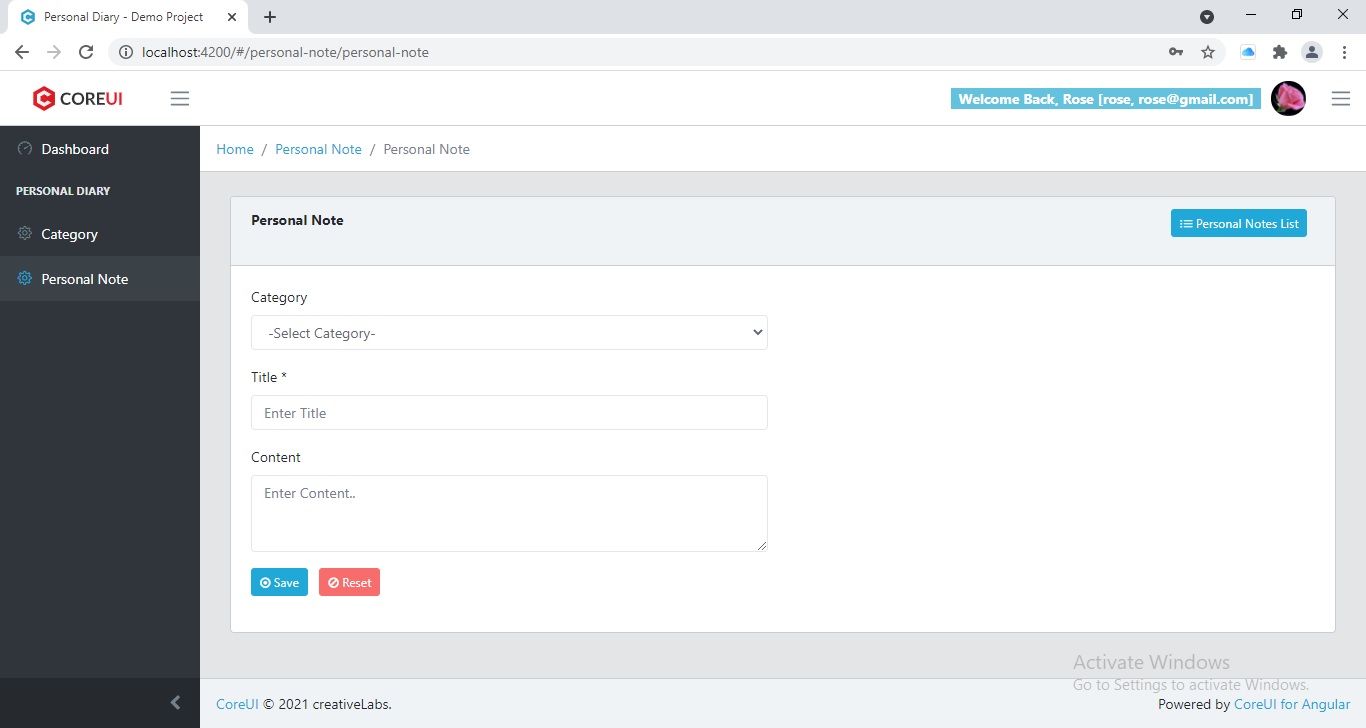 Personal Diary - Demo Project
localhost:4200/#/personal-note/personal-note
COREUI
Welcome Back, Rose [rose, rose@gmail.com]
Dashboard
Home / Personal Note / Personal Note
PERSONAL DIARY
Category
Personal Note
Personal Note
Personal Notes List
Category
-Select Category-
Title *
Enter Title
Content
Enter Content..
Save
Reset
Activate Windows
Go to Settings to activate Windows.
CoreUI © 2021 creativeLabs.
Powered by CoreUI for Angular